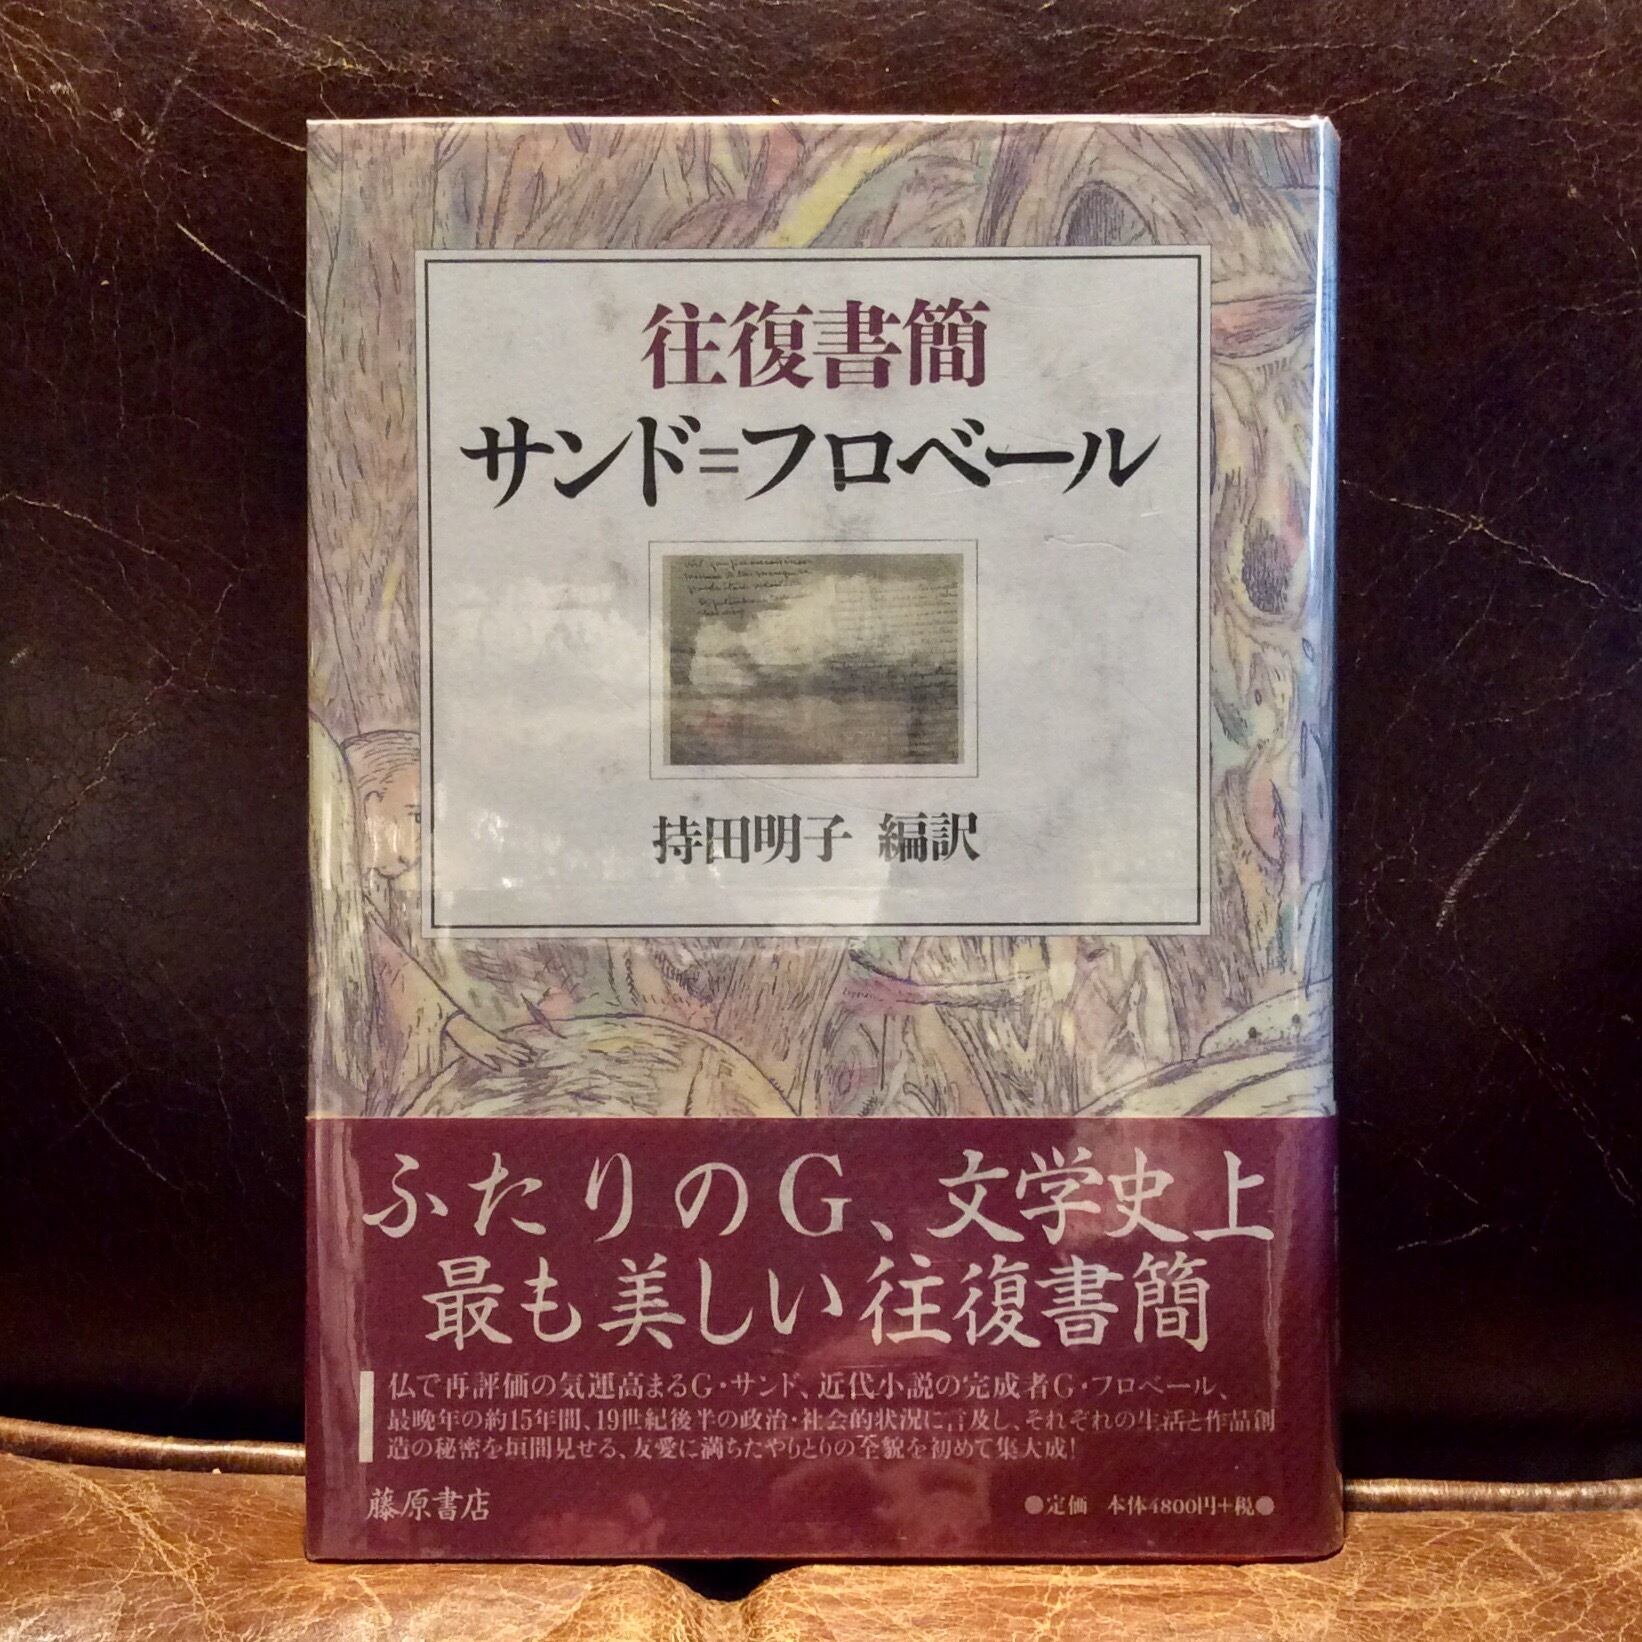 往復書簡
サンド=フロベール
持田明子 編訳
ふたりのG、文学史上
最も美しい往復書簡
仏で再評価の気運高まるG・サンド、近代小説の完成者G・フロベール、
最晩年の約15年間、19世紀後半の政治・社会的状況に言及し、それぞれの生活と作品創
造の秘密を垣間見せる、友愛に満ちたやりとりの全貌を初めて集大成!
藤原書店
●定価 本体4800円+税●